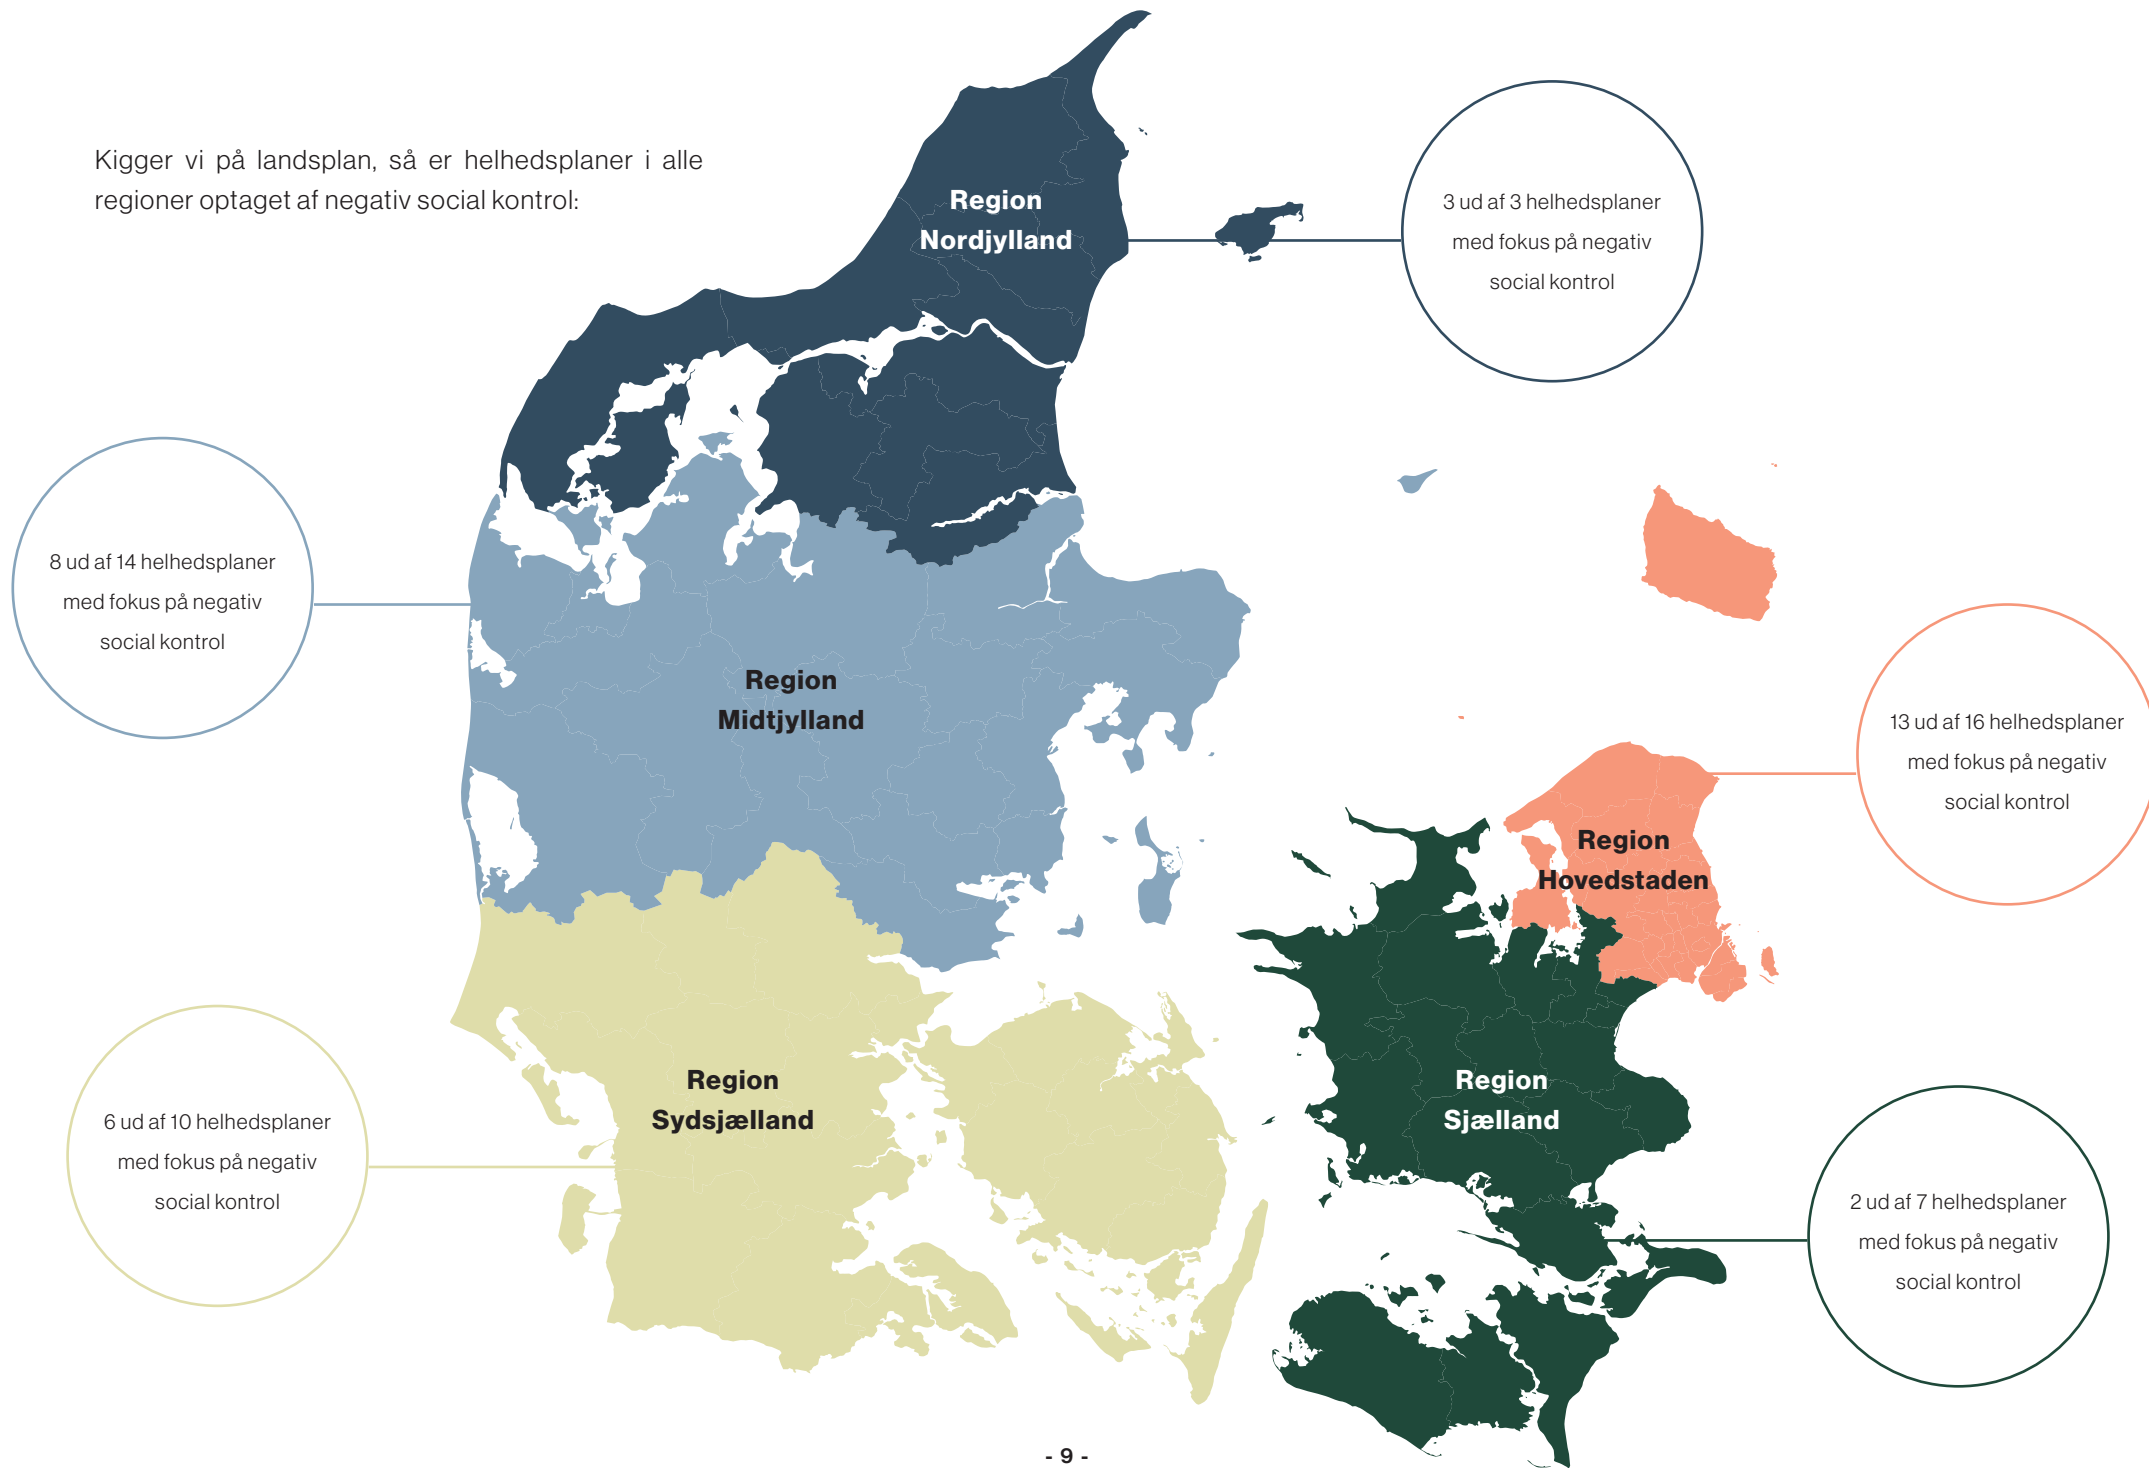 Kigger vi på landsplan, så er helhedsplaner i alle
regioner optaget af negativ social kontrol:
Region
Nordjylland
3 ud af 3 helhedsplaner
med fokus på negativ
social kontrol
8 ud af 14 helhedsplaner
med fokus på negativ
social kontrol
Region
Midtjylland
13 ud af 16 helhedsplaner
med fokus på negativ
social kontrol
Region
Hovedstaden
Region
Sydsjælland
6 ud af 10 helhedsplaner
med fokus på negativ
social kontrol
Region
Sjælland
2 ud af 7 helhedsplaner
med fokus på negativ
social kontrol
- 9 -